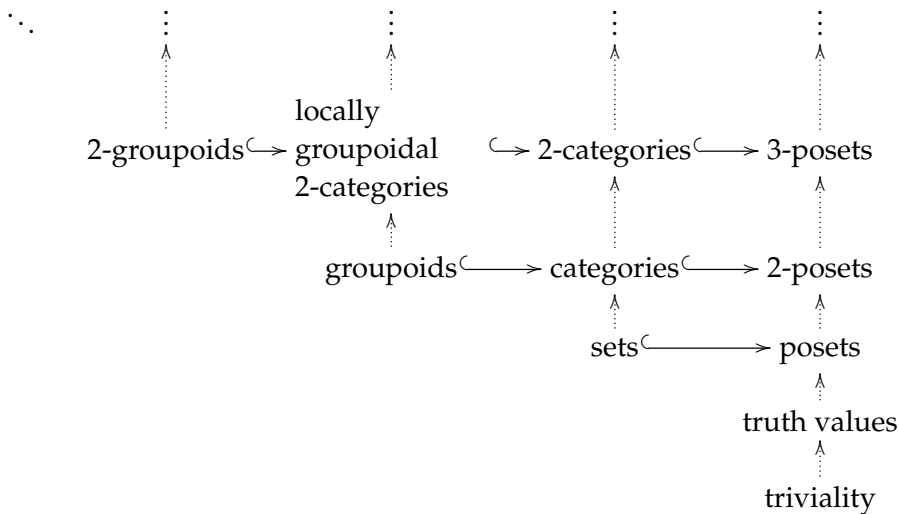 locally
2-groupoids groupoidal 2-categories 3-posets
2-categories
groupoids categories 2-posets
sets posets
truth values
triviality